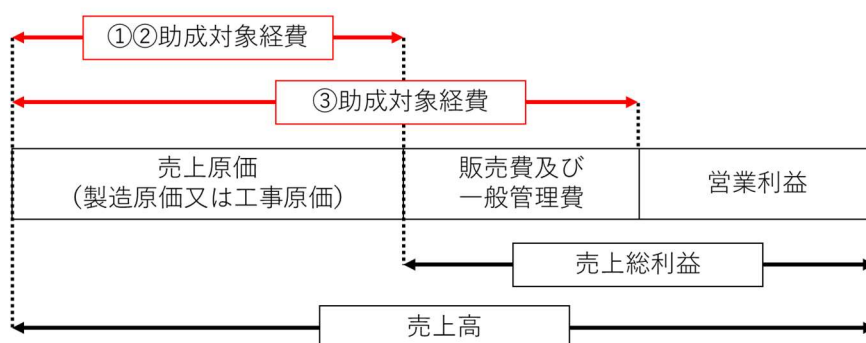 ①②助成対象経費
③助成対象経費
売上原価
(製造原価又は工事原価)
販売費及び
一般管理費
営業利益
売上総利益
売上高